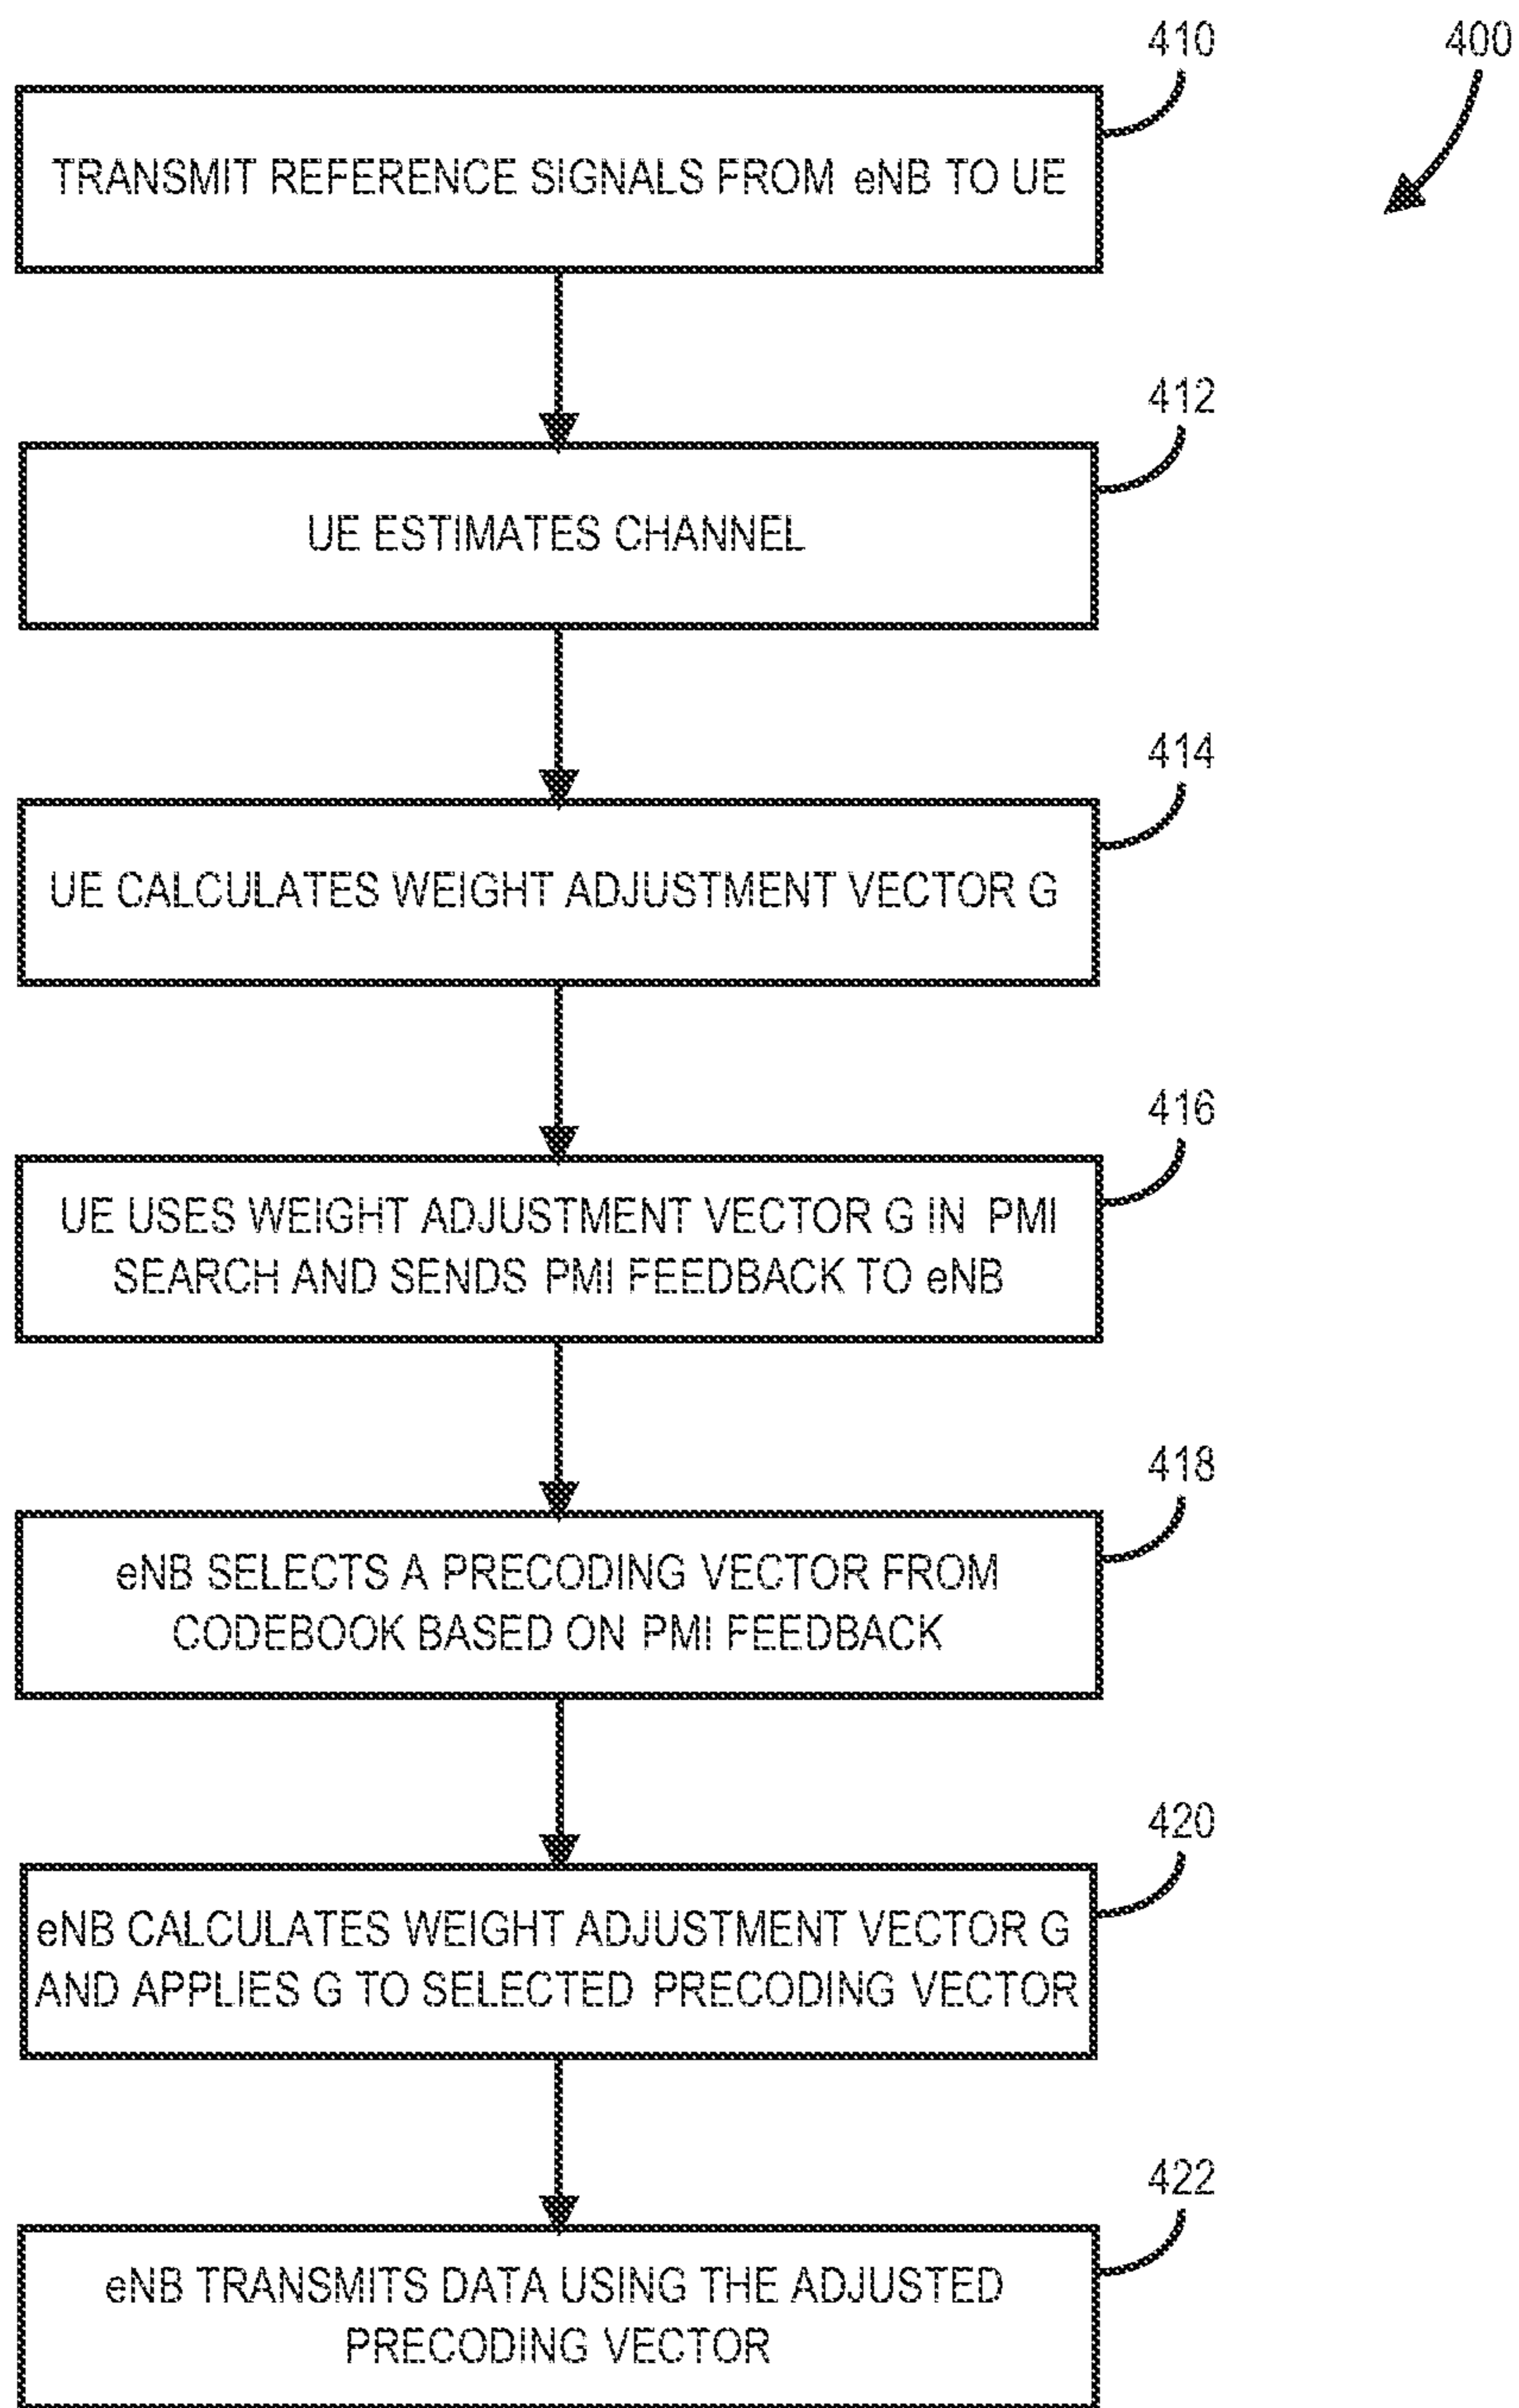 410
400
TRANSMIT REFERENCE SIGNALS FROM eNB TO UE
412
UE ESTIMATES CHANNEL
414
UE CALCULATES WEIGHT ADJUSTMENT VECTOR G
416
UE USES WEIGHT ADJUSTMENT VECTOR G IN PMI
SEARCH AND SENDS PMI FEEDBACK TO eNB
418
eNB SELECTS A PRECODING VECTOR FROM
CODEBOOK BASED ON PMI FEEDBACK
420
eNB CALCULATES WEIGHT ADJUSTMENT VECTOR G
AND APPLIES G TO SELECTED PRECODING VECTOR
422
eNB TRANSMITS DATA USING THE ADJUSTED
PRECODING VECTOR